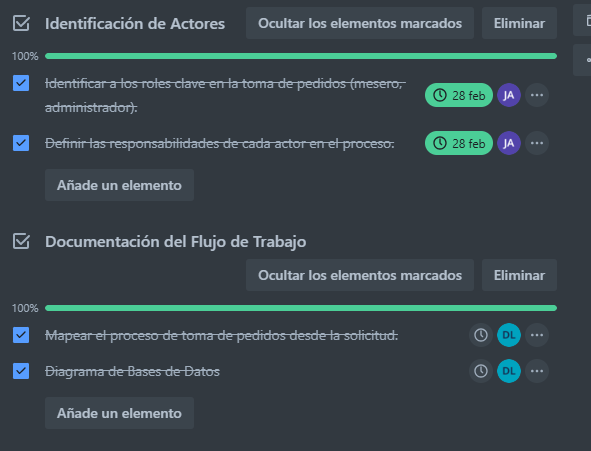 Identificación de Actores
Ocultar los elementos marcados
Eliminar
100%
Identificar a los roles clave en la toma de pedidos (mesero,
administrador).
28 feb
JA
Definir las responsabilidades de cada actor en el proceso.
28 feb
JA
Añade un elemento
Documentación del Flujo de Trabajo
Ocultar los elementos marcados
Eliminar
100%
Mapear el proceso de toma de pedidos desde la solicitud.
DL
Diagrama de Bases de Datos
DL
Añade un elemento